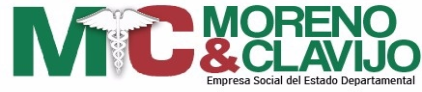 MC MORENO
&CLAVIJO
Empresa Social del Estado Departamental